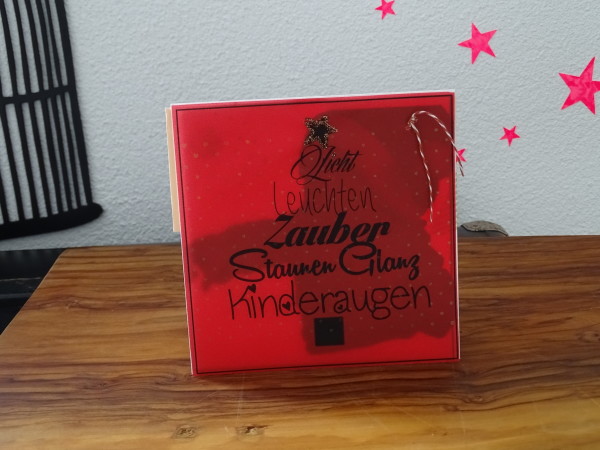 Licht
Leuchten
Zauber
Staunen Glanz
Kinderaugen